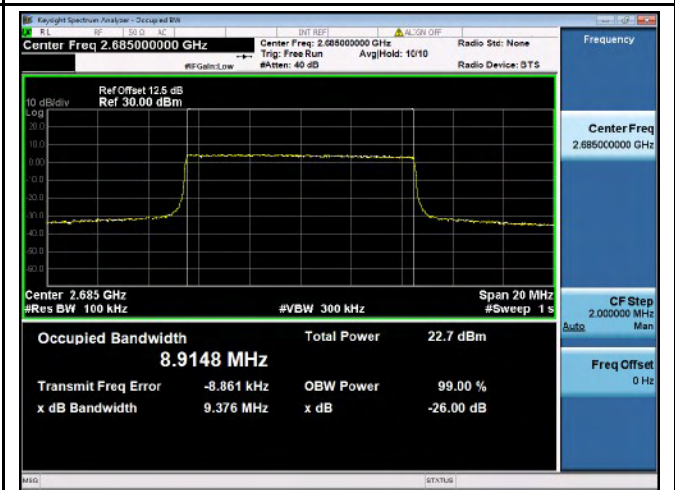 Keysight Spectrum Analyzer - Occupied BW
RL RF 50 Ω AC INT REF ALIGN OFF
Center Freq 2.685000000 GHz Center Freq: 2.685000000 GHz Radio Std: None
Trig: Free Run Avg|Hold: 10/10
#IFGain:Low #Atten: 40 dB Radio Device: BTS
Frequency
Ref Offset 12.5 dB
10 dB/div Ref 30.00 dBm
Log
20.0
10.0
0.00
-10.0
-20.0
-30.0
-40.0
-50.0
-60.0
Center Freq
2.685000000 GHz
Center 2.685 GHz Span 20 MHz
#Res BW 100 kHz #VBW 300 kHz #Sweep 1 s
CF Step
2.000000 MHz
Auto Man
Occupied Bandwidth Total Power 22.7 dBm
8.9148 MHz
Transmit Freq Error -8.861 kHz OBW Power 99.00 %
x dB Bandwidth 9.376 MHz x dB -26.00 dB
Freq Offset
0 Hz
MSG STATUS